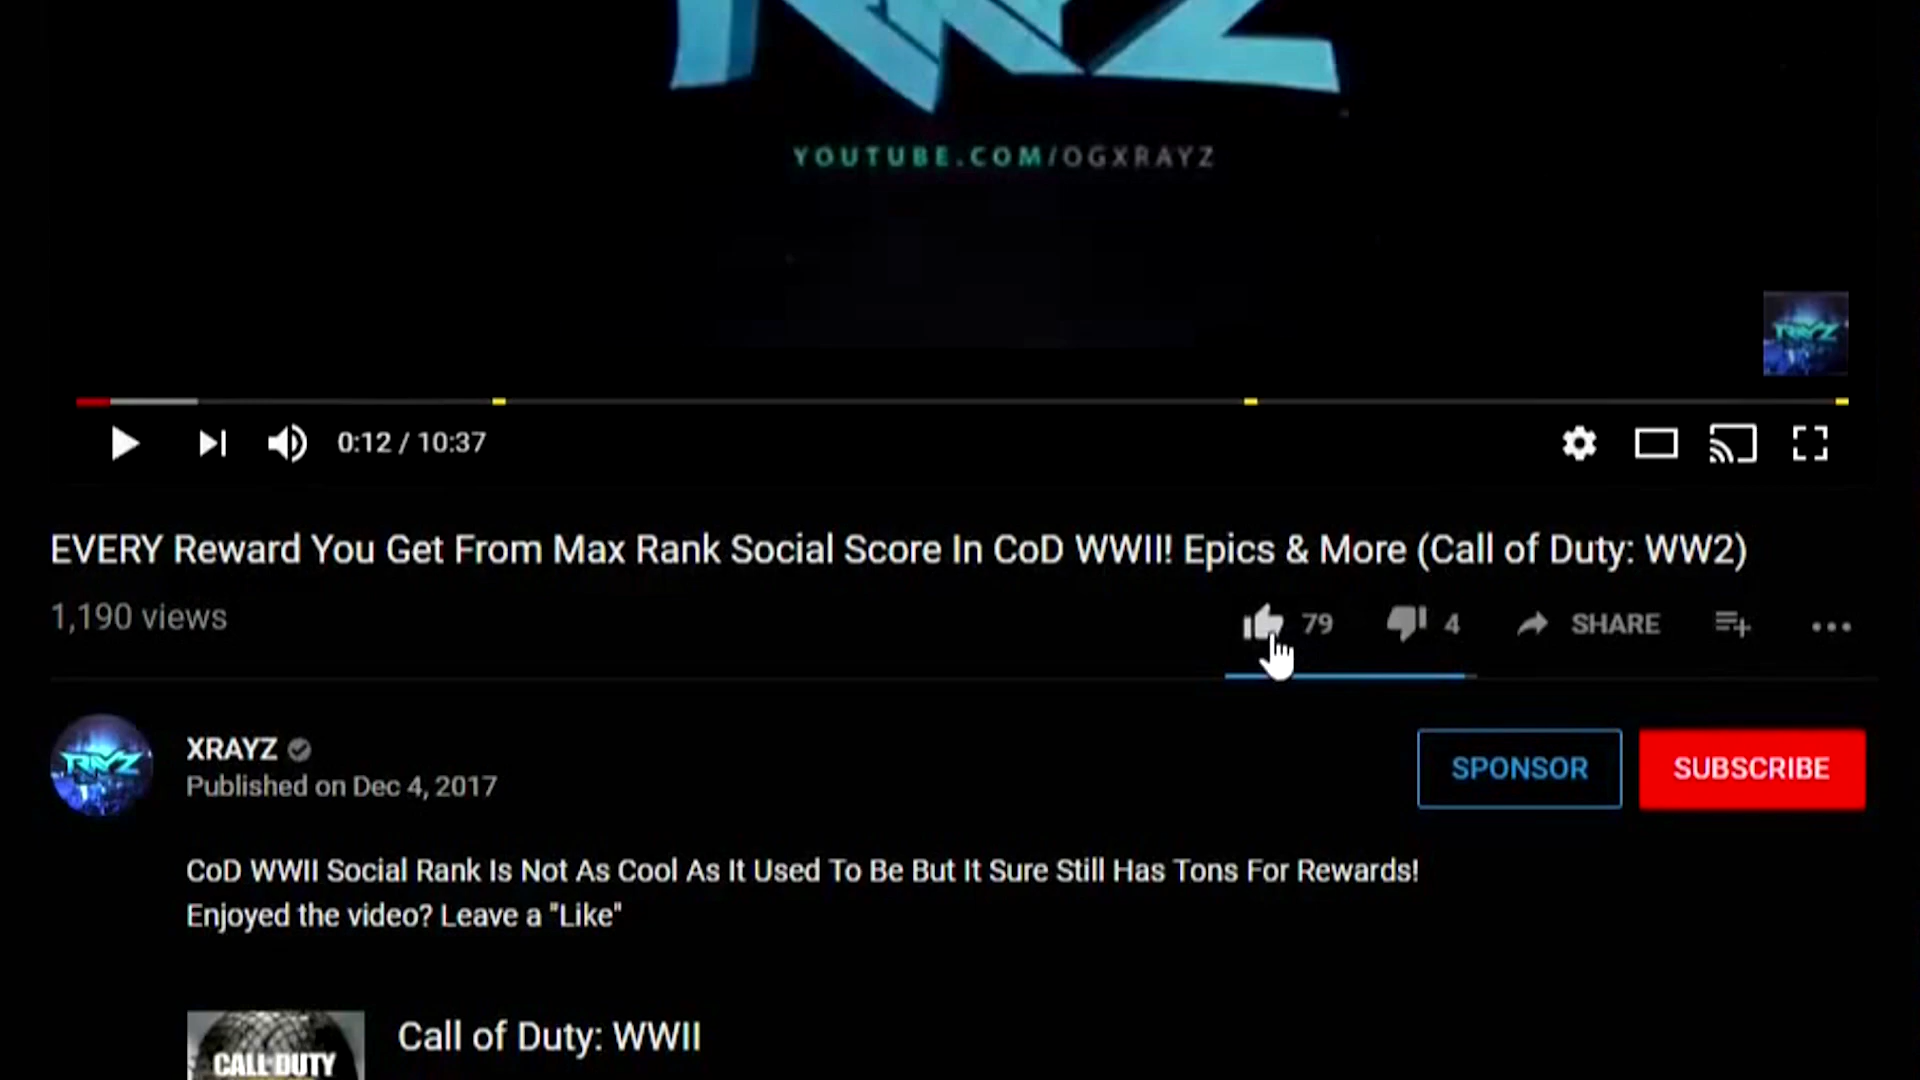 YOUTUBE.COM/OGXRAYZ
0:12 / 10:37
EVERY Reward You Get From Max Rank Social Score In CoD WWII! Epics & More (Call of Duty: WW2)
1,190 views
79 4 SHARE
XRAYZ
Published on Dec 4, 2017
SPONSOR SUBSCRIBE
CoD WWII Social Rank Is Not As Cool As It Used To Be But It Sure Still Has Tons For Rewards!
Enjoyed the video? Leave a "Like"
Call of Duty: WWII
CALL DUTY